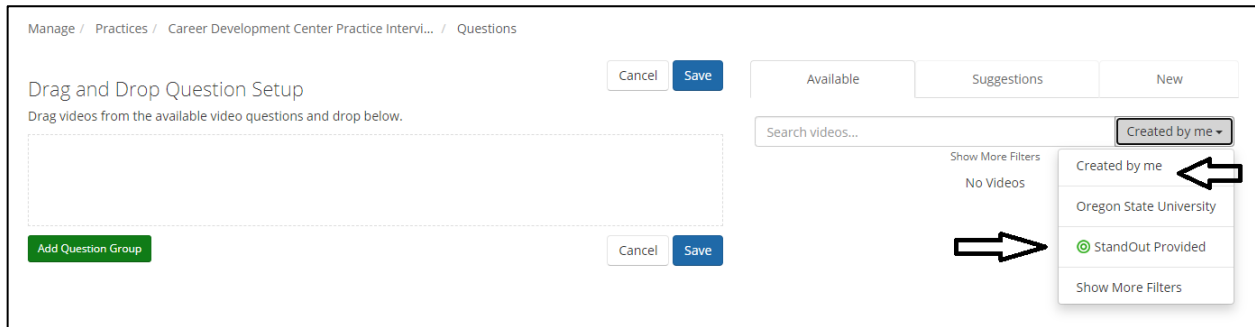 Manage / Practices / Career Development Center Practice Intervi... / Questions
Drag and Drop Question Setup
Cancel Save
Drag videos from the available video questions and drop below.
Add Question Group
Cancel Save
Available Suggestions New
Search videos... Created by me
Show More Filters
No Videos
Created by me
Oregon State University
StandOut Provided
Show More Filters